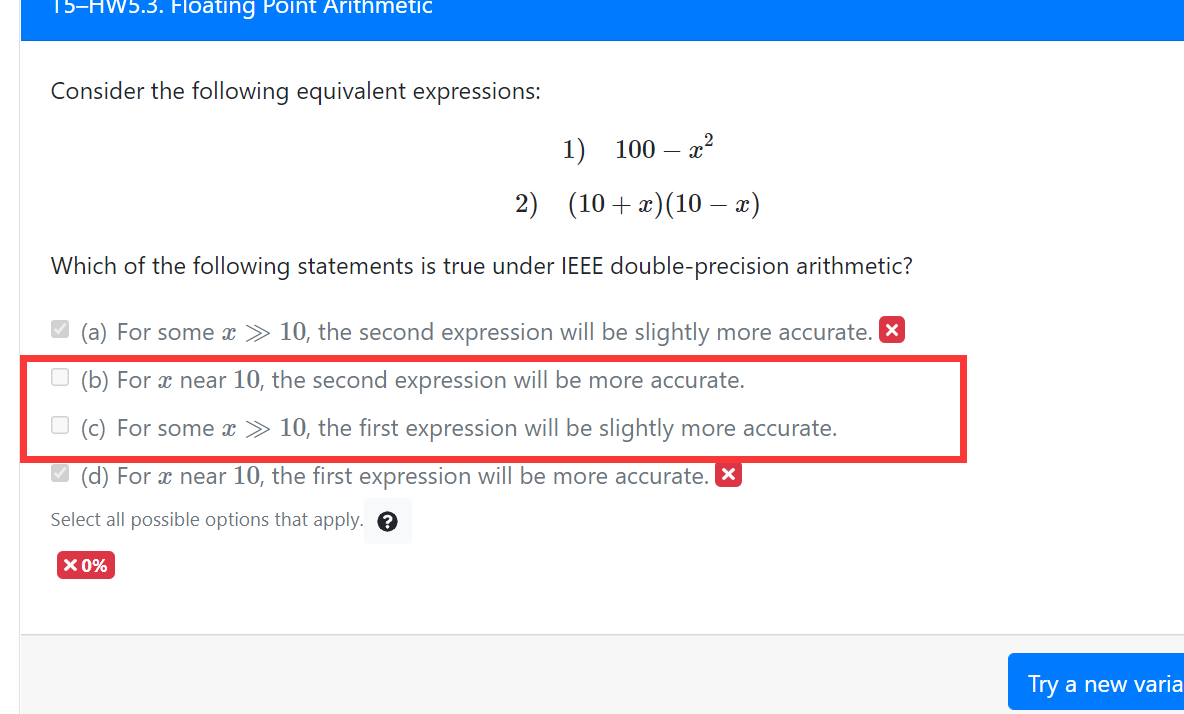 T5–HW5.3. Floating Point Arithmetic
Consider the following equivalent expressions:
1) 100 − x²
2) (10 + x)(10 − x)
Which of the following statements is true under IEEE double-precision arithmetic?
(a) For some x ≫ 10, the second expression will be slightly more accurate.
(b) For x near 10, the second expression will be more accurate.
(c) For some x ≫ 10, the first expression will be slightly more accurate.
(d) For x near 10, the first expression will be more accurate.
Select all possible options that apply. ?
0%
Try a new varia